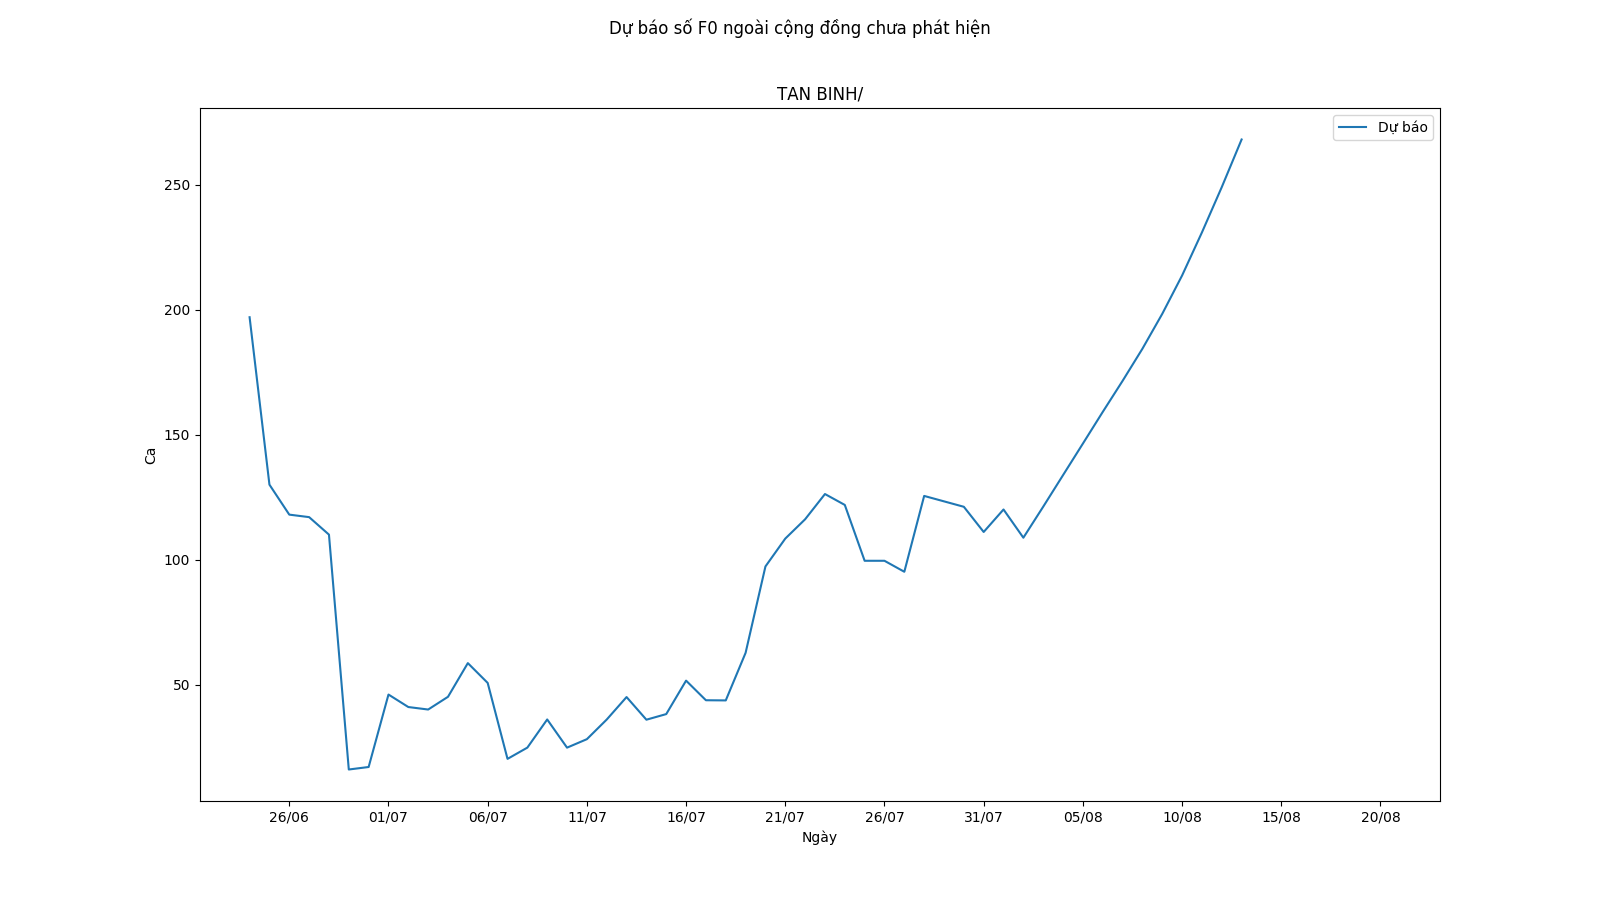 Dự báo số F0 ngoài cộng đồng chưa phát hiện
TAN BINH/
Dự báo
250
200
150
100
50
Ca
26/06 01/07 06/07 11/07 16/07 21/07 26/07 31/07 05/08 10/08 15/08 20/08
Ngày